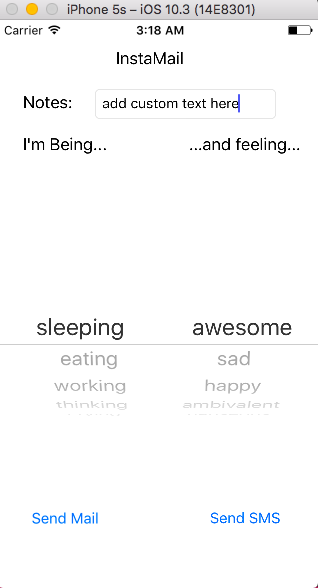 iPhone 5s – iOS 10.3 (14E8301)
Carrier 3:18 AM
InstaMail
Notes: add custom text here
I'm Being... ...and feeling...
sleeping awesome
eating sad
working happy
thinking ambivalent
Send Mail Send SMS